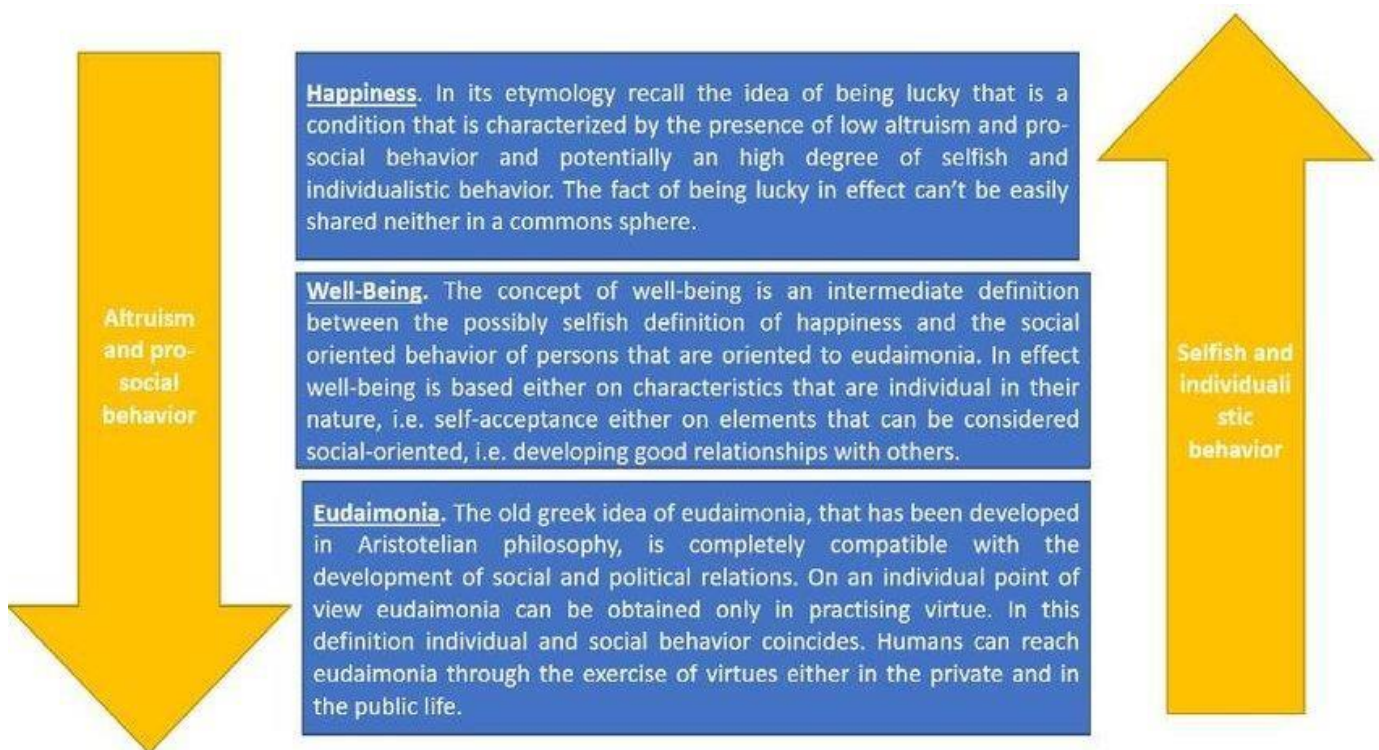 Happiness. In its etymology recall the idea of being lucky that is a
condition that is characterized by the presence of low altruism and pro-
social behavior and potentially an high degree of selfish and
individualistic behavior. The fact of being lucky in effect can't be easily
shared neither in a commons sphere.
Well-Being. The concept of well-being is an intermediate definition
between the possibly selfish definition of happiness and the social
oriented behavior of persons that are oriented to eudaimonia. In effect
well-being is based either on characteristics that are individual in their
nature, i.e. self-acceptance either on elements that can be considered
social-oriented, i.e. developing good relationships with others.
Altruism
and pro-
social
behavior
Selfish and
individuali
stic
behavior
Eudaimonia. The old greek idea of eudaimonia, that has been developed
in Aristotelian philosophy, is completely compatible with the
development of social and political relations. On an individual point of
view eudaimonia can be obtained only in practising virtue. In this
definition individual and social behavior coincides. Humans can reach
eudaimonia through the exercise of virtues either in the private and in
the public life.